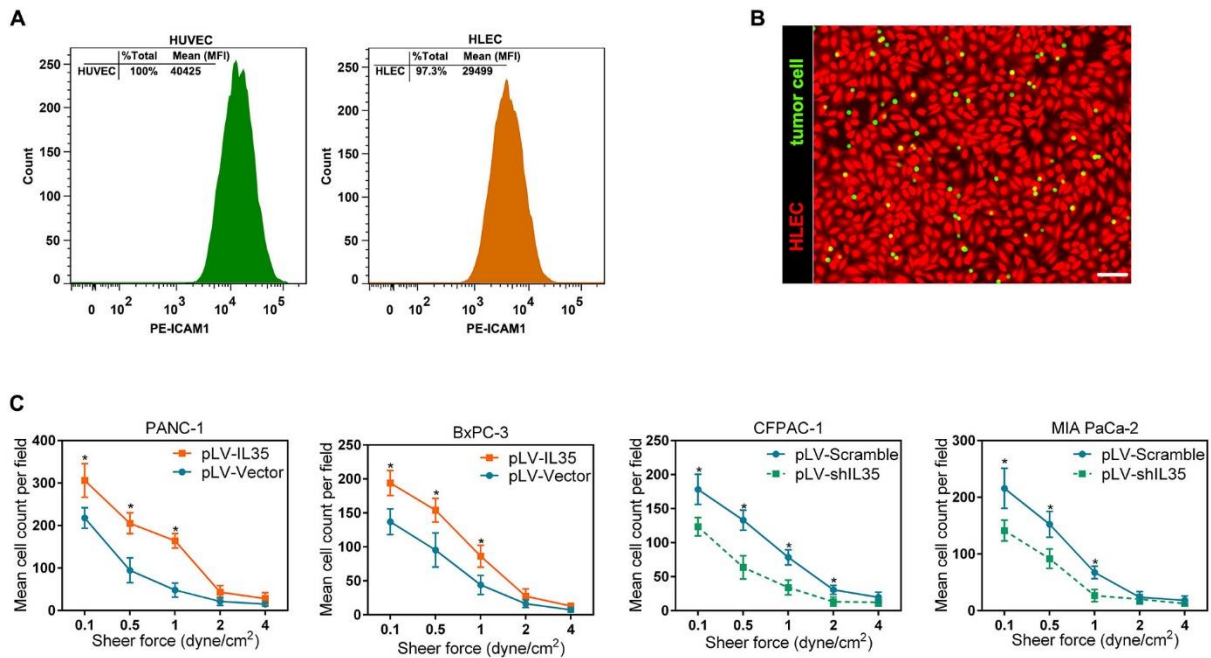 A
HUVEC
%Total Mean (MFI)
HUVEC 100% 40425
Count
250
200
150
100
50
0
0 10^2 10^3 10^4 10^5
PE-ICAM1
HLEC
%Total Mean (MFI)
HLEC 97.3% 29499
Count
300
250
200
150
100
50
0
0 10^2 10^3 10^4 10^5
PE-ICAM1
B
HLEC tumor cell
C
PANC-1
pLV-IL35
pLV-Vector
Mean cell count per field
400
300
200
100
0
* * *
0.1 0.5 1 2 4
Sheer force (dyne/cm²)
BxPC-3
pLV-IL35
pLV-Vector
Mean cell count per field
250
200
150
100
50
0
* * *
0.1 0.5 1 2 4
Sheer force (dyne/cm²)
CFPAC-1
pLV-Scramble
pLV-shIL35
Mean cell count per field
250
200
150
100
50
0
* * * *
0.1 0.5 1 2 4
Sheer force (dyne/cm²)
MIA PaCa-2
pLV-Scramble
pLV-shIL35
Mean cell count per field
300
200
100
0
* * *
0.1 0.5 1 2 4
Sheer force (dyne/cm²)